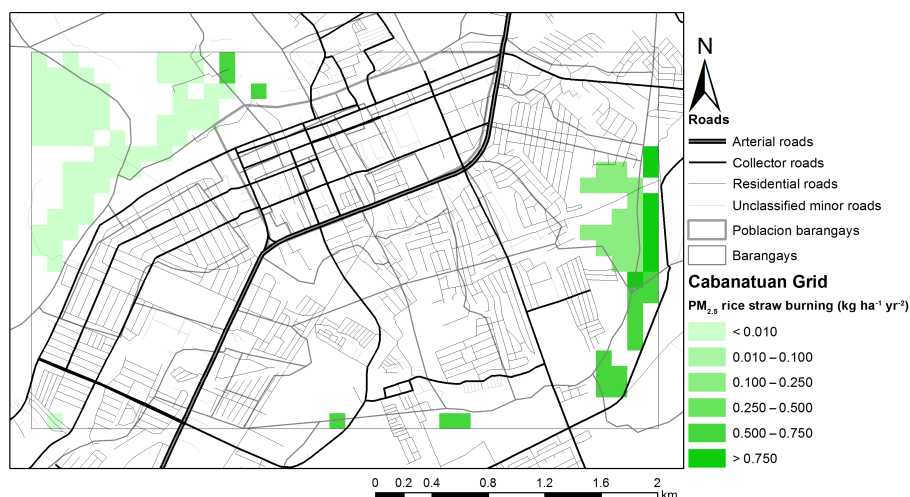 N
Roads
Arterial roads
Collector roads
Residential roads
Unclassified minor roads
Poblacion barangays
Barangays
Cabanatuan Grid
PM2.5 rice straw burning (kg ha⁻¹ yr⁻²)
< 0.010
0.010 – 0.100
0.100 – 0.250
0.250 – 0.500
0.500 – 0.750
> 0.750
0 0.2 0.4 0.8 1.2 1.6 2
km